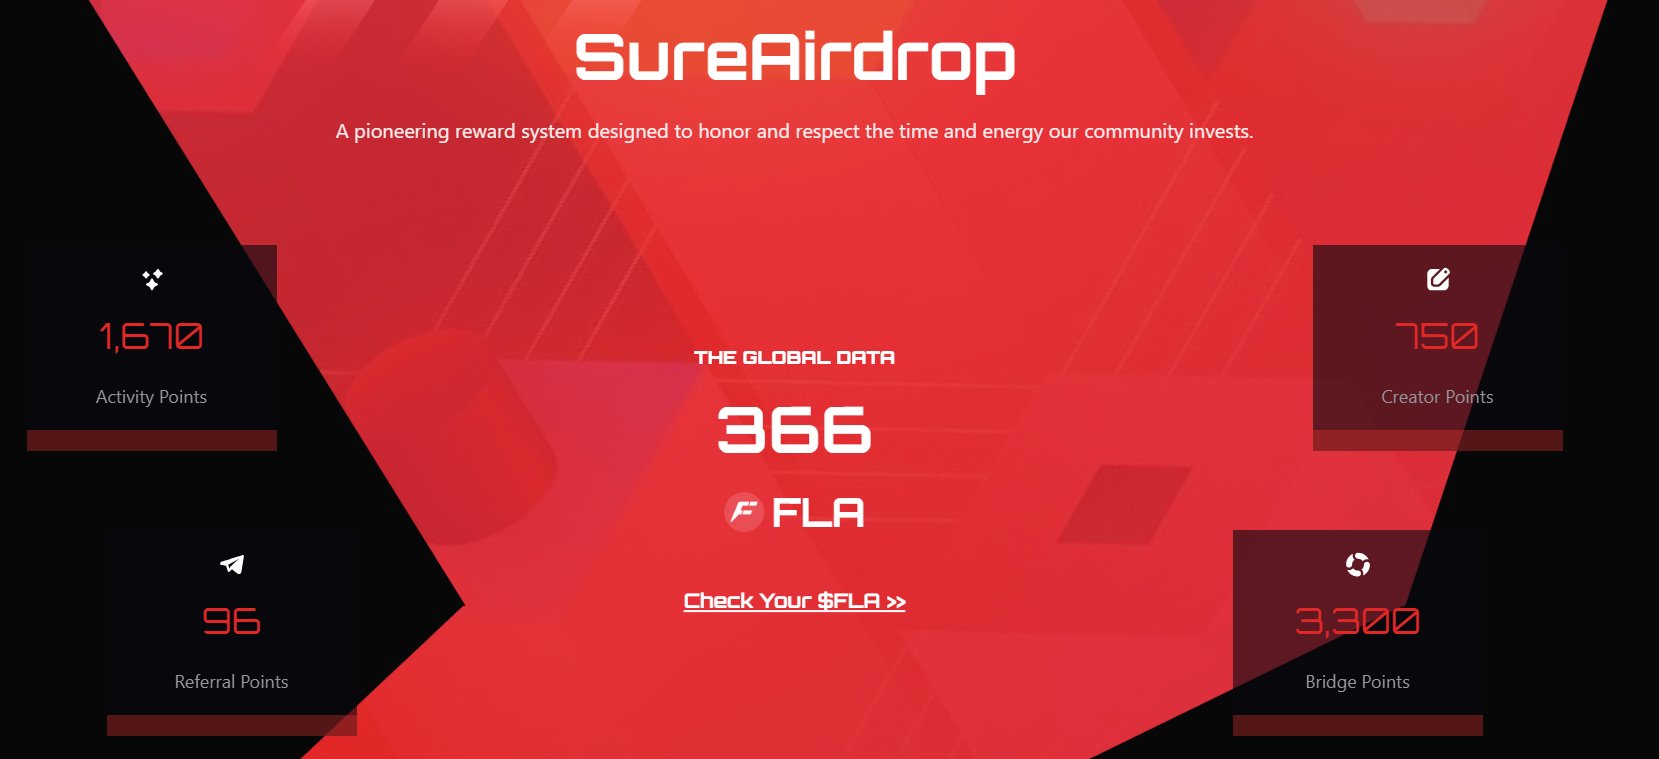 SureAirdrop
A pioneering reward system designed to honor and respect the time and energy our community invests.
1,670
Activity Points
750
Creator Points
THE GLOBAL DATA
366
FLA
Check Your $FLA >>
96
Referral Points
3,300
Bridge Points